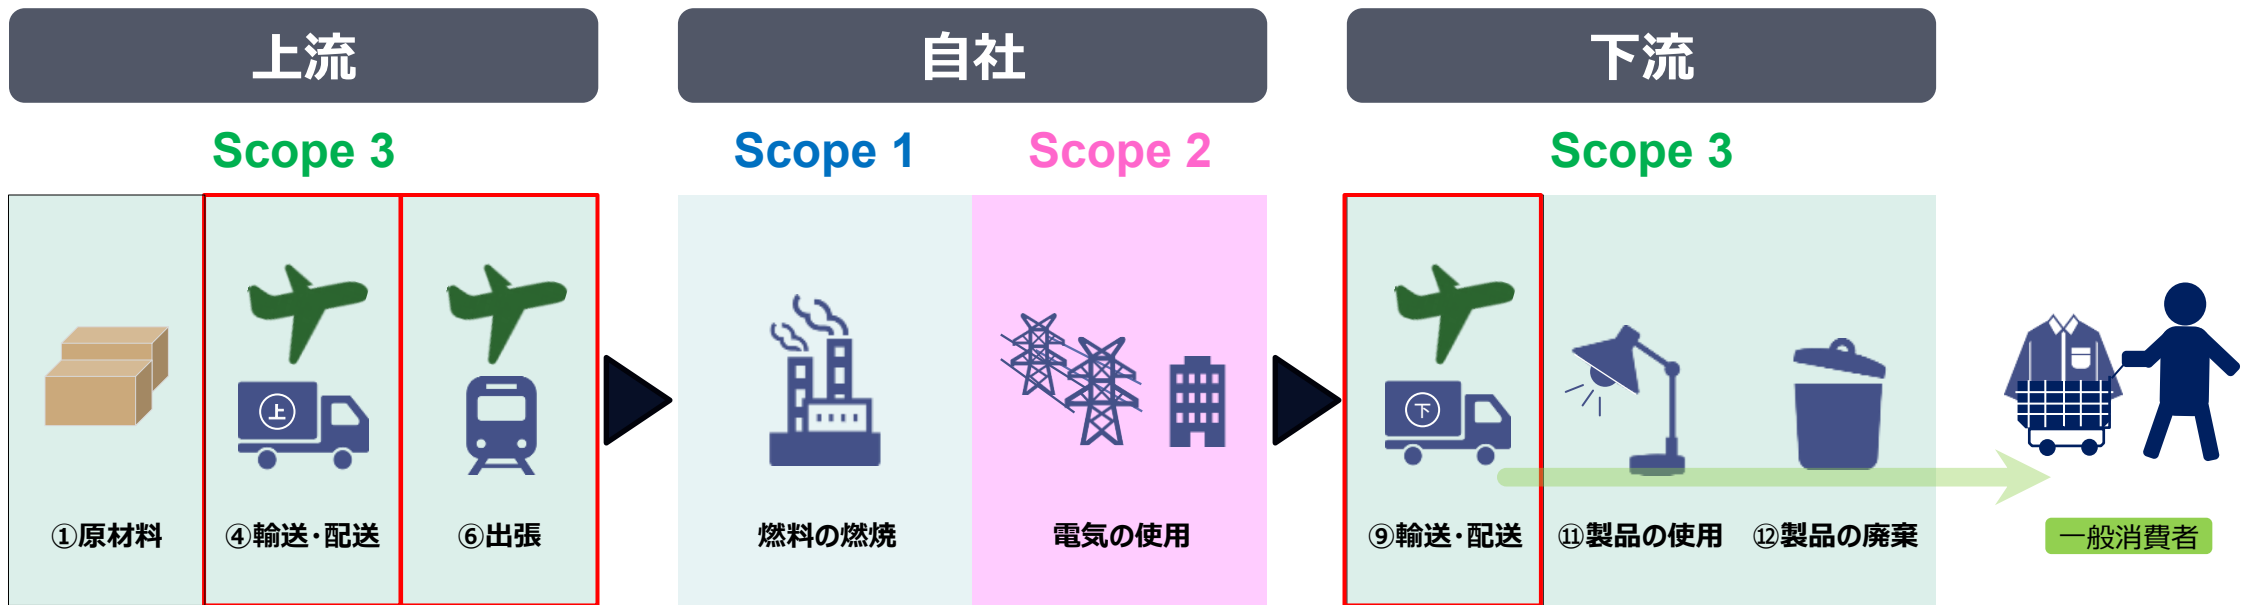 上流
自社
下流
Scope 3
Scope 1
Scope 2
Scope 3
上
下
①原材料
④輸送・配送
⑥出張
燃料の燃焼
電気の使用
⑨輸送・配送
⑪製品の使用
⑫製品の廃棄
一般消費者